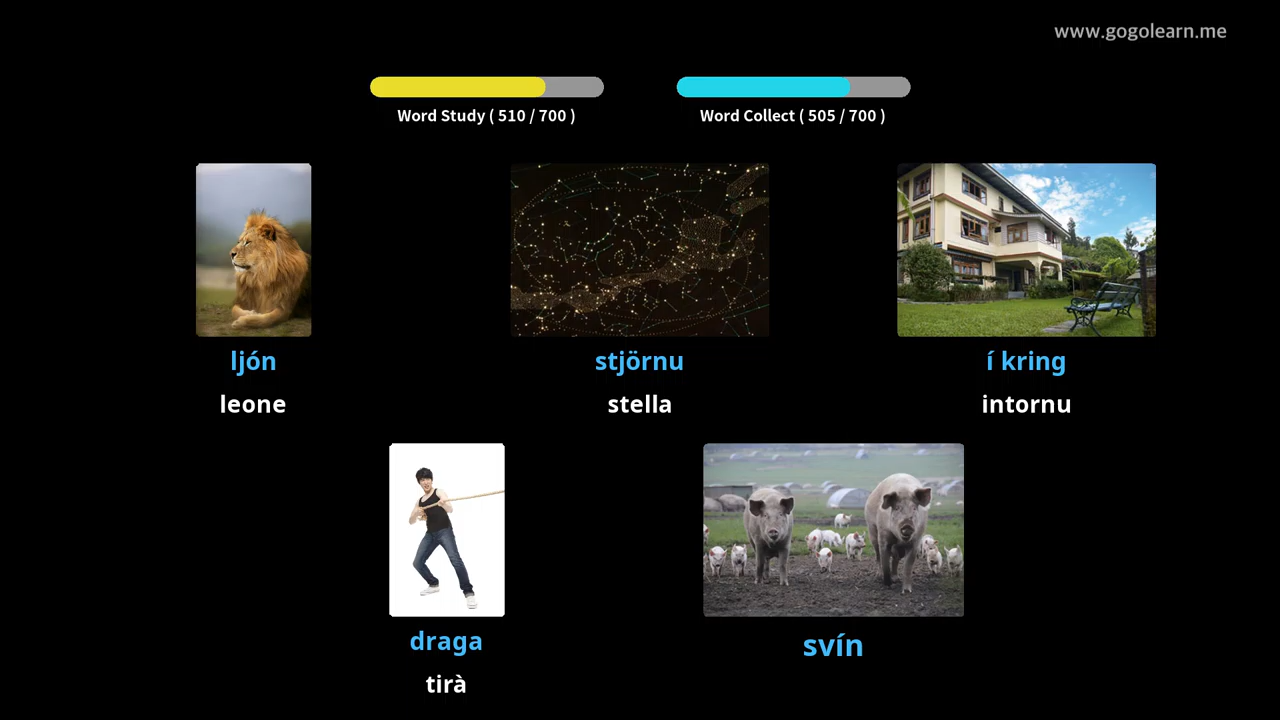 www.gogolearn.me
Word Study ( 510 / 700 )
Word Collect ( 505 / 700 )
ljón
stjörnu
í kring
leone
stella
intornu
draga
svín
tirà